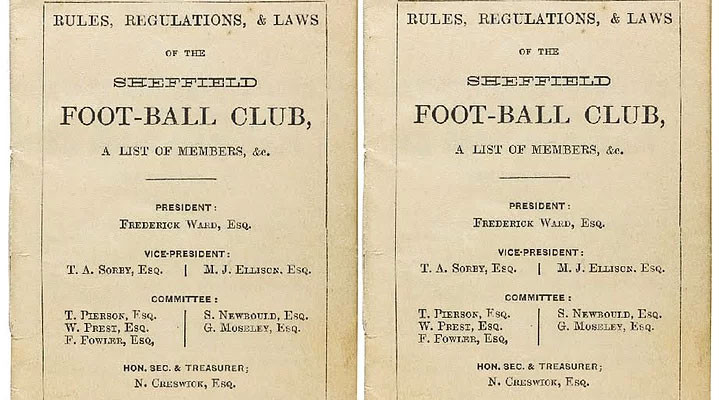 RULES, REGULATIONS, & LAWS
OF THE
SHEFFIELD
FOOT-BALL CLUB,
A LIST OF MEMBERS, &c.
PRESIDENT:
FREDERICK WARD, ESQ.
VICE-PRESIDENT:
T. A. SORBY, ESQ. | M. J. ELLISON, ESQ.
COMMITTEE:
T. PIERSON, ESQ. S. NEWBOULD, ESQ.
W. PREST, ESQ. G. MOSELEY, ESQ.
F. FOWLER, ESQ,
HON. SEC. & TREASURER;
N. CRESWICK, ESQ.
RULES, REGULATIONS, & LAWS
OF THE
SHEFFIELD
FOOT-BALL CLUB,
A LIST OF MEMBERS, &c.
PRESIDENT:
FREDERICK WARD, ESQ.
VICE-PRESIDENT:
T. A. SORBY, ESQ. | M. J. ELLISON, ESQ.
COMMITTEE:
T. PIERSON, ESQ. S. NEWBOULD, ESQ.
W. PREST, ESQ. G. MOSELEY, ESQ.
F. FOWLER, ESQ,
HON. SEC. & TREASURER;
N. CRESWICK, ESQ.